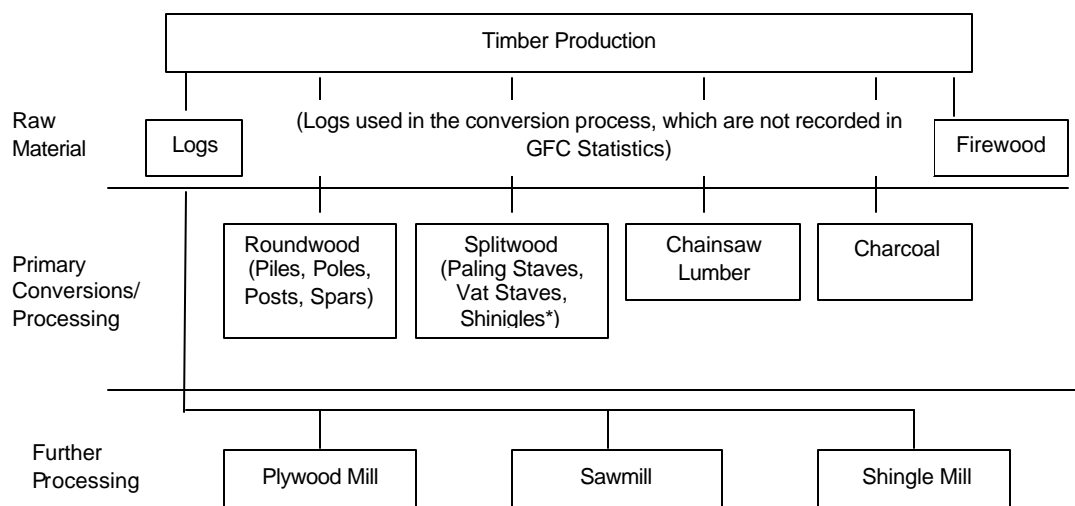 Timber Production
Raw
Material
Logs
(Logs used in the conversion process, which are not recorded in
GFC Statistics)
Firewood
Primary
Conversions/
Processing
Roundwood
(Piles, Poles,
Posts, Spars)
Splitwood
(Paling Staves,
Vat Staves,
Shinigles*)
Chainsaw
Lumber
Charcoal
Further
Processing
Plywood Mill
Sawmill
Shingle Mill